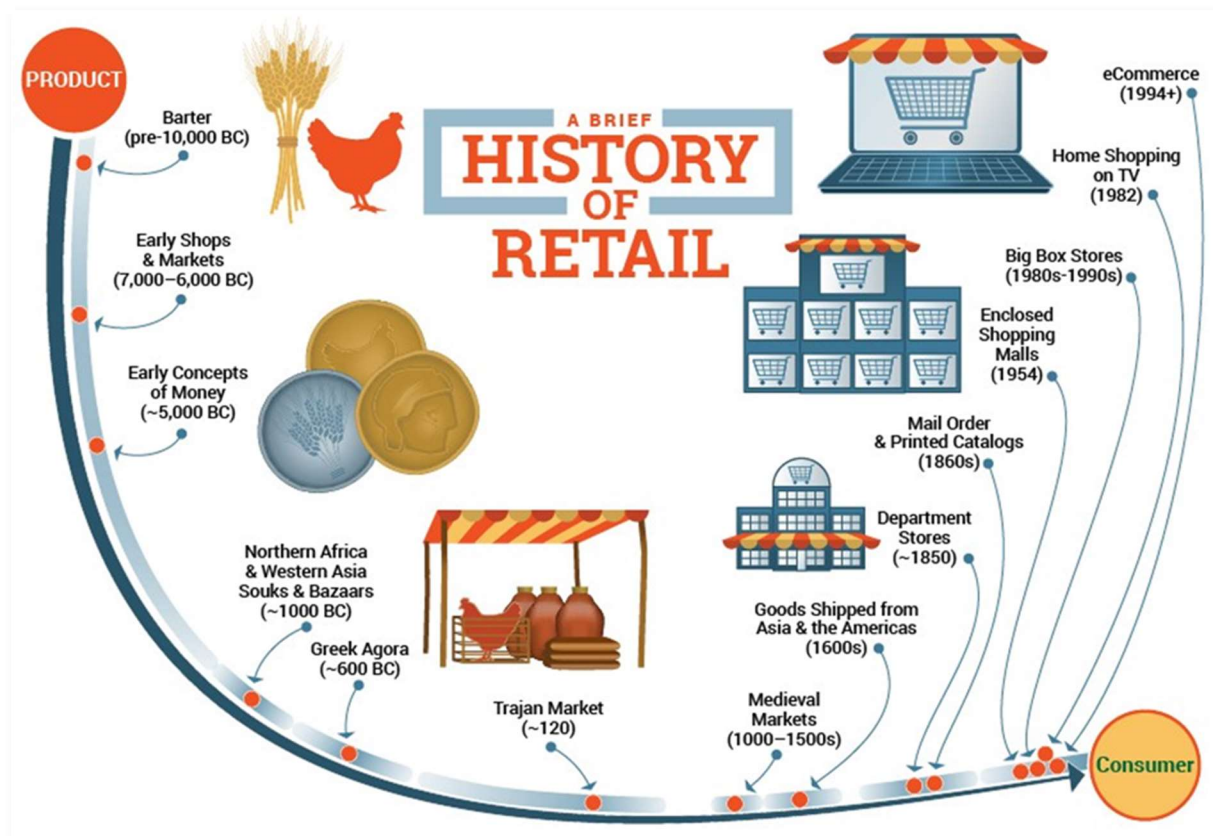 PRODUCT
A BRIEF
HISTORY
OF
RETAIL
Barter
(pre-10,000 BC)
Early Shops
& Markets
(7,000–6,000 BC)
Early Concepts
of Money
(~5,000 BC)
Northern Africa
& Western Asia
Souks & Bazaars
(~1000 BC)
Greek Agora
(~600 BC)
Trajan Market
(~120)
Medieval
Markets
(1000–1500s)
Goods Shipped from
Asia & the Americas
(1600s)
Department
Stores
(~1850)
Mail Order
& Printed Catalogs
(1860s)
Enclosed
Shopping
Malls
(1954)
Big Box Stores
(1980s-1990s)
Home Shopping
on TV
(1982)
eCommerce
(1994+)
Consumer